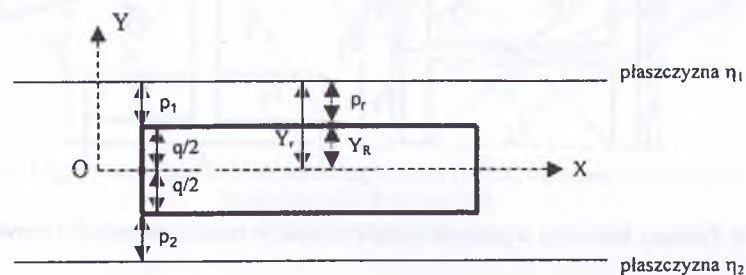 Y
płaszczyzna η1
p1
pr
Yr
YR
q/2
O
X
q/2
p2
płaszczyzna η2